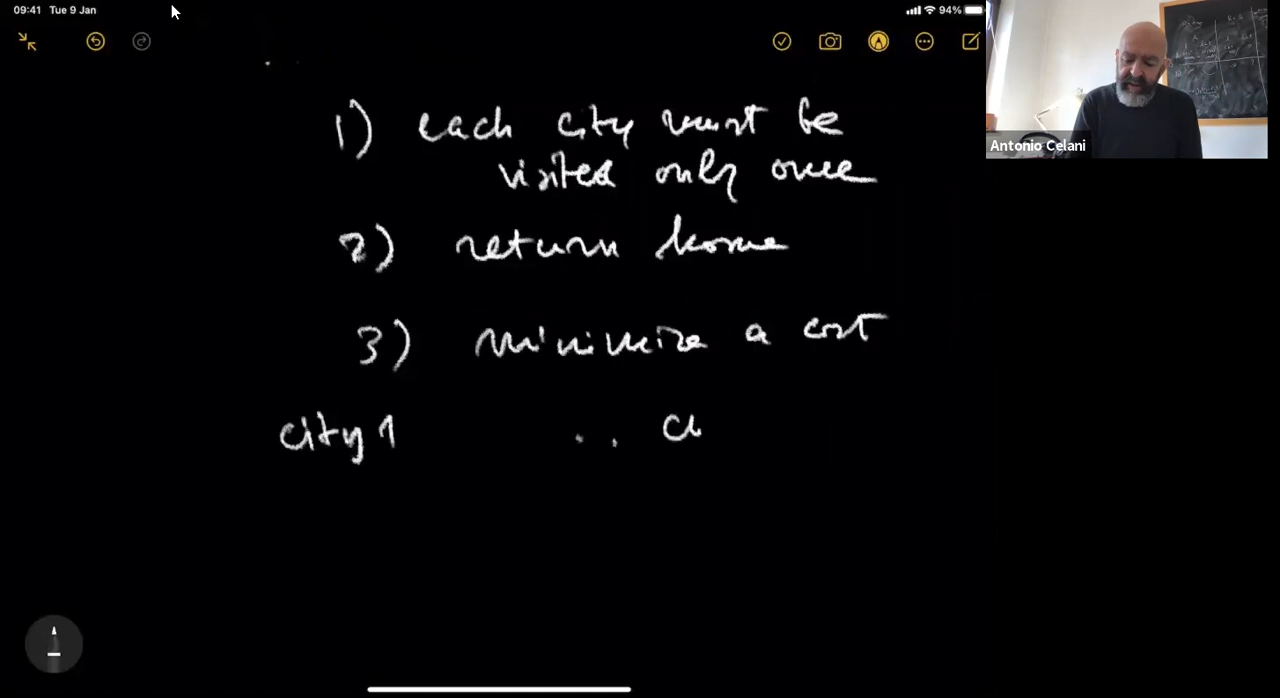 09:41 Tue 9 Jan
94%
1) each city must be
visited only once
2) return home
3) minimize a cost
city 1 .. ci
Antonio Celani